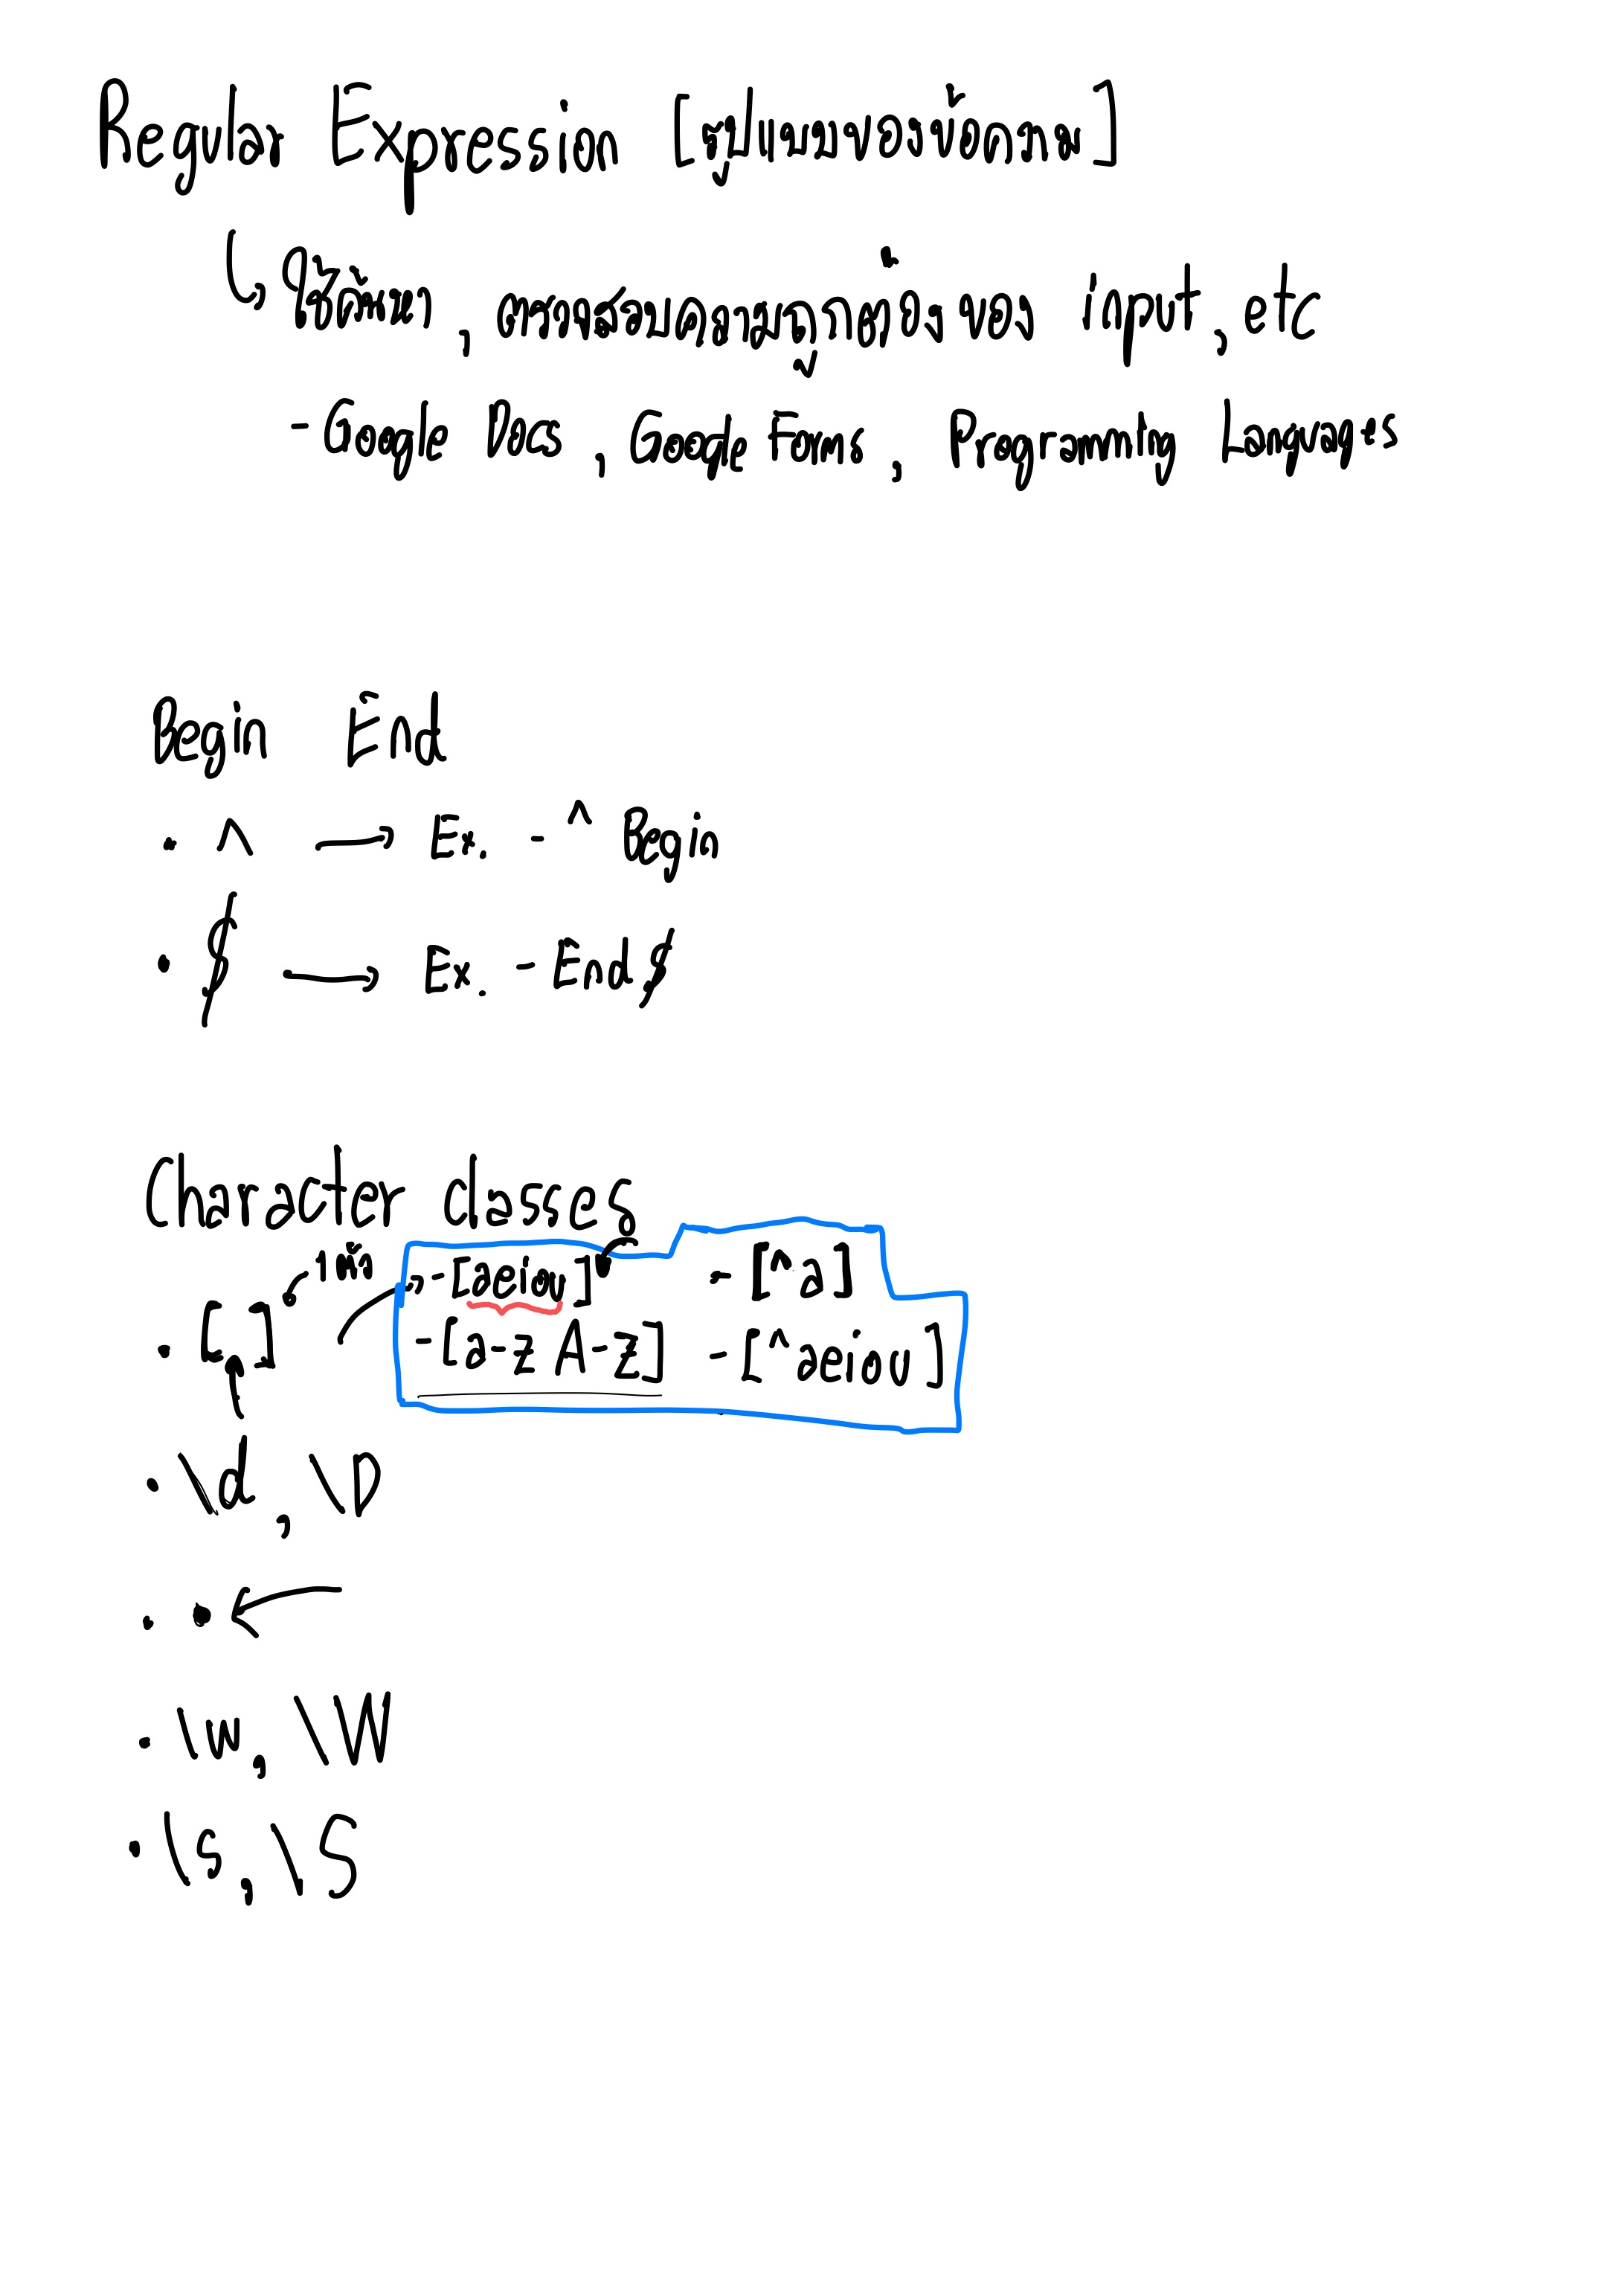 Regular Expression [รูปแบบของข้อความ]
ใช้ค้นหา, ตรวจสอบความถูกต้อง ของ input, etc
- Google Docs, Google Forms, Programming Languages
Begin End
• ^ → Ex. - ^Begin
• $ → Ex. - End$
Character classes
1 ตัว
- [aeiou] - [^a]
• [ ]
- [a-z A-Z] - [^aeiou]
• \d, \D
• .
• \w, \W
• \s, \S